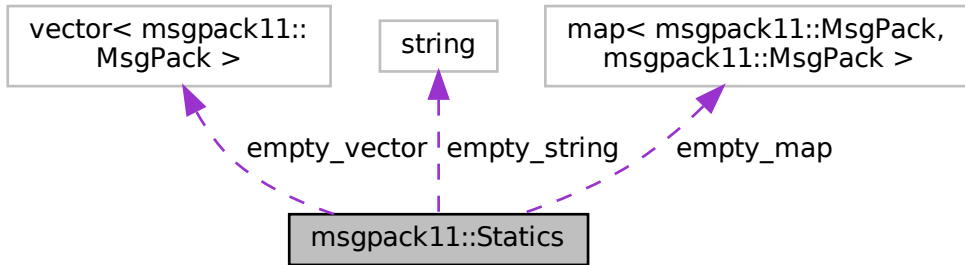 vector< msgpack11::
MsgPack >
string
map< msgpack11::MsgPack,
msgpack11::MsgPack >
empty_vector
empty_string
empty_map
msgpack11::Statics